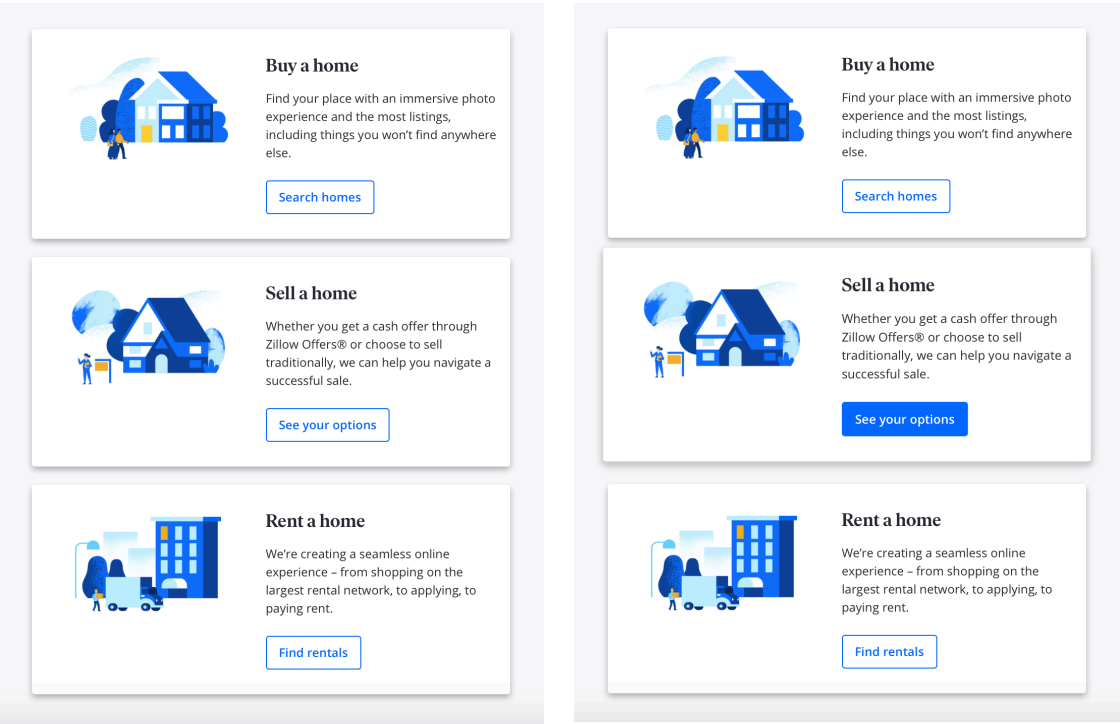 Buy a home
Find your place with an immersive photo
experience and the most listings,
including things you won't find anywhere
else.
Search homes
Sell a home
Whether you get a cash offer through
Zillow Offers® or choose to sell
traditionally, we can help you navigate a
successful sale.
See your options
Rent a home
We're creating a seamless online
experience – from shopping on the
largest rental network, to applying, to
paying rent.
Find rentals
Buy a home
Find your place with an immersive photo
experience and the most listings,
including things you won't find anywhere
else.
Search homes
Sell a home
Whether you get a cash offer through
Zillow Offers® or choose to sell
traditionally, we can help you navigate a
successful sale.
See your options
Rent a home
We're creating a seamless online
experience – from shopping on the
largest rental network, to applying, to
paying rent.
Find rentals